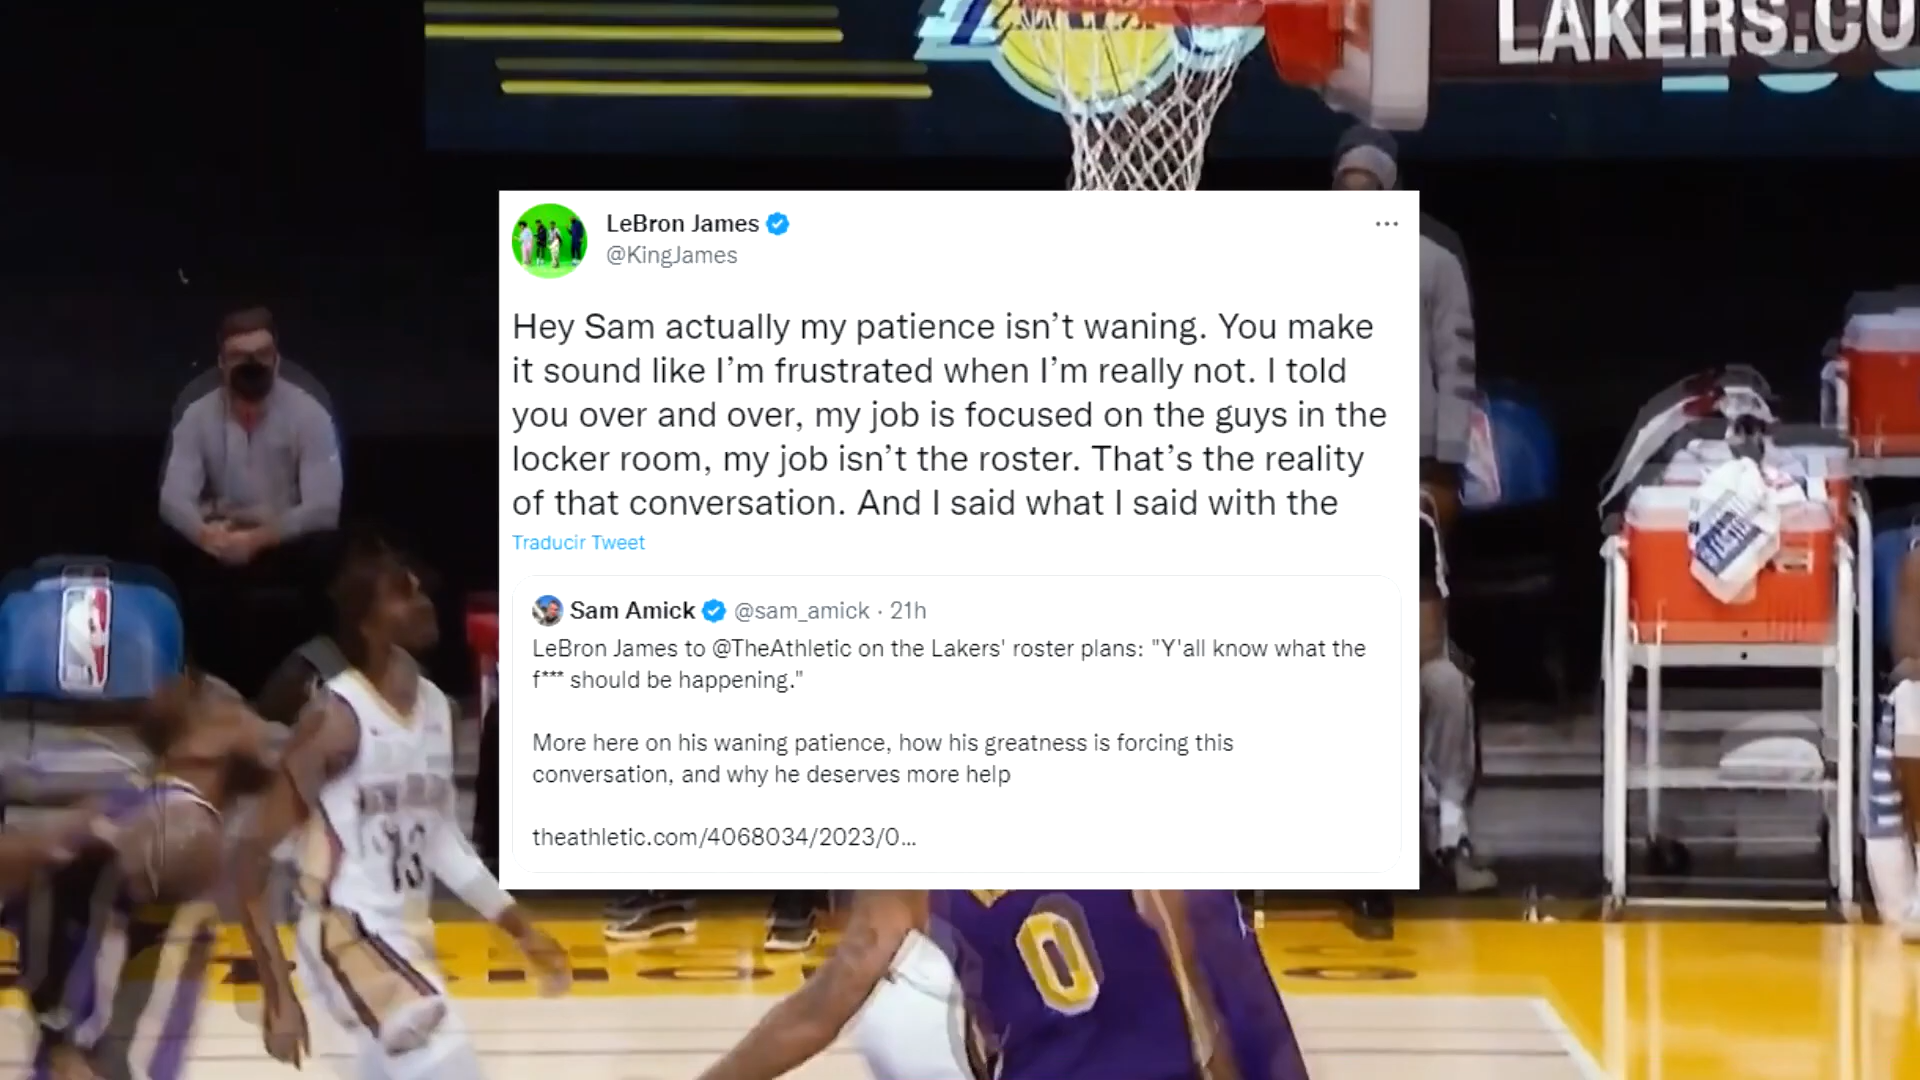 LAKERS.CO
LeBron James
@KingJames
Hey Sam actually my patience isn’t waning. You make
it sound like I’m frustrated when I’m really not. I told
you over and over, my job is focused on the guys in the
locker room, my job isn’t the roster. That’s the reality
of that conversation. And I said what I said with the
Traducir Tweet
Sam Amick @sam_amick · 21h
LeBron James to @TheAthletic on the Lakers' roster plans: "Y'all know what the
f*** should be happening."
More here on his waning patience, how his greatness is forcing this
conversation, and why he deserves more help
theathletic.com/4068034/2023/0...
13
0